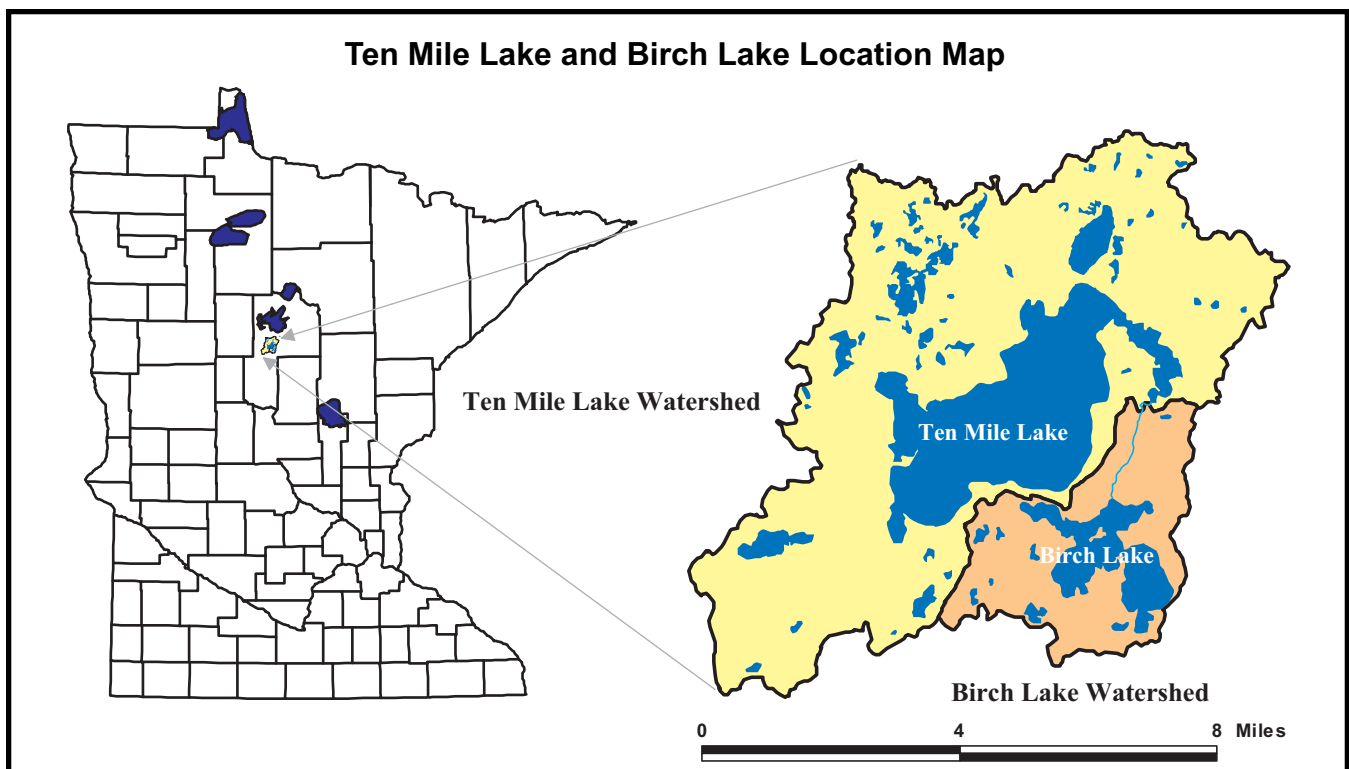 Ten Mile Lake and Birch Lake Location Map
Ten Mile Lake Watershed
Ten Mile Lake
Birch Lake
Birch Lake Watershed
0 4 8 Miles